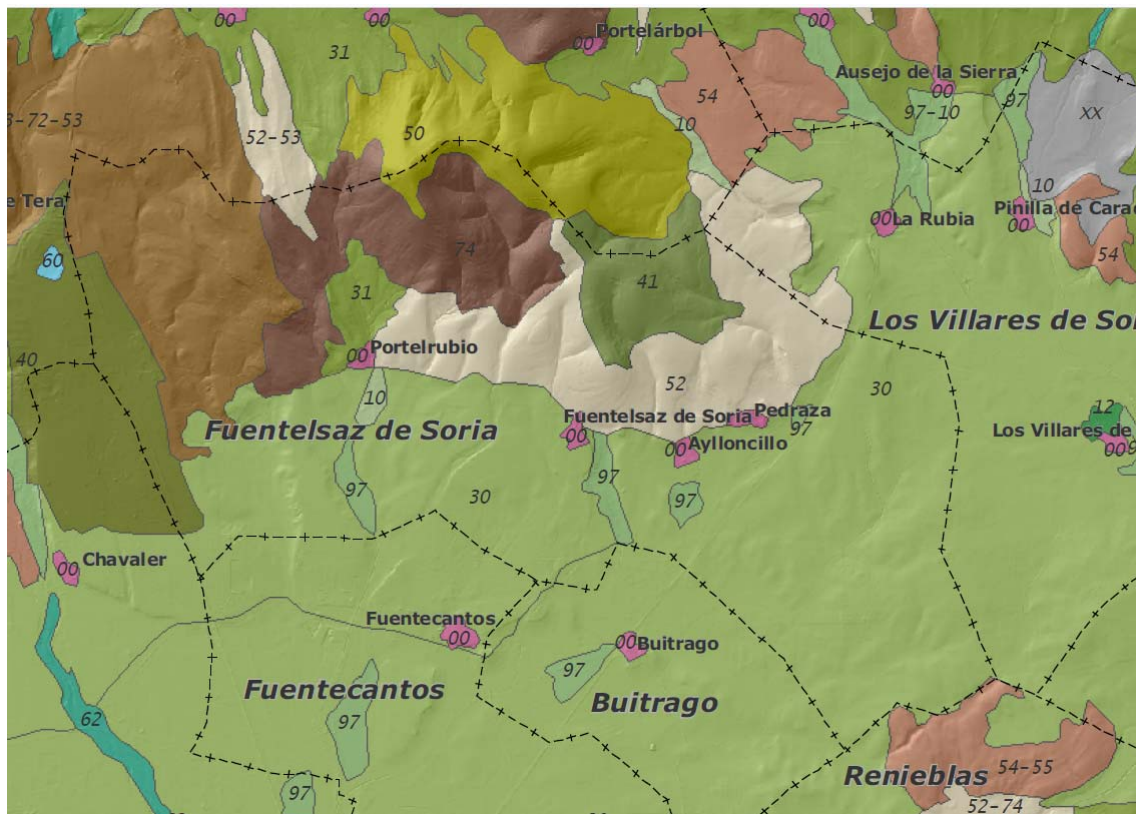 00
00
Portelárbol
00
00
31
Ausejo de la Sierra
00
54
97
97-10
XX
3-72-53
52-53
50
10
10
e Tera
00
La Rubia
Pinilla de Carac
00
74
54
60
41
31
Los Villares de Sor
Portelrubio
00
40
52
30
10
Fuentelsaz de Soria
Pedraza
12
Fuentelsaz de Soria
00
97
Los Villares de
00
Aylloncillo
00
9
97
97
97
30
Chavaler
00
Fuentecantos
00
00
Buitrago
97
Fuentecantos
Buitrago
62
97
Renieblas
54-55
97
52-74